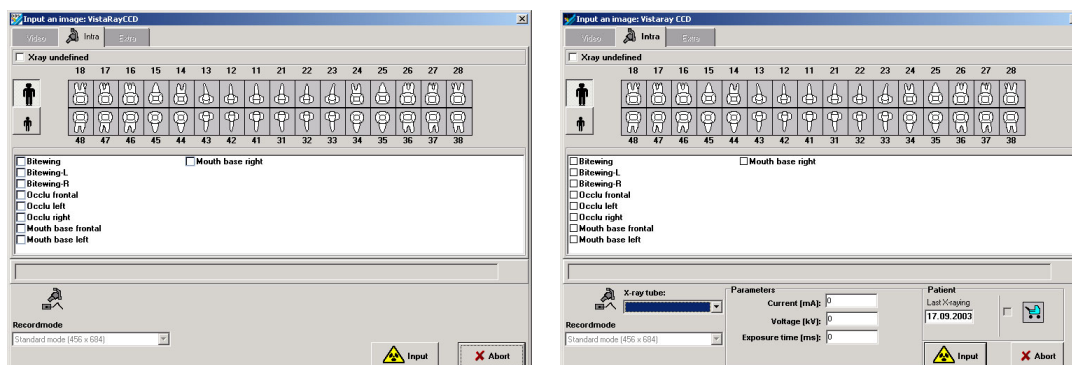 Input an image: VistaRayCCD
Video Intra Extra
Xray undefined
18 17 16 15 14 13 12 11 21 22 23 24 25 26 27 28
48 47 46 45 44 43 42 41 31 32 33 34 35 36 37 38
Bitewing Mouth base right
Bitewing-L
Bitewing-R
Occlu frontal
Occlu left
Occlu right
Mouth base frontal
Mouth base left
Recordmode
Standard mode (456 x 684)
Input Abort
Input an image: Vistaray CCD
Video Intra Extra
Xray undefined
18 17 16 15 14 13 12 11 21 22 23 24 25 26 27 28
48 47 46 45 44 43 42 41 31 32 33 34 35 36 37 38
Bitewing Mouth base right
Bitewing-L
Bitewing-R
Occlu frontal
Occlu left
Occlu right
Mouth base frontal
Mouth base left
X-ray tube: Parameters Patient
Current [mA]: 0 Last X-raying
Voltage [kV]: 0 17.09.2003
Recordmode
Standard mode (456 x 684) Exposure time [ms]: 0
Input Abort